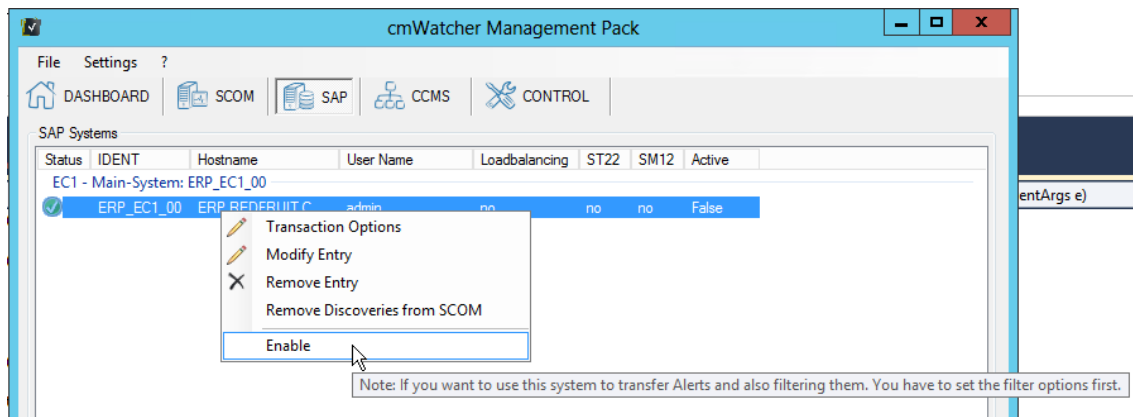 cmWatcher Management Pack
File Settings ?
DASHBOARD SCOM SAP CCMS CONTROL
SAP Systems
Status IDENT Hostname User Name Loadbalancing ST22 SM12 Active
EC1 - Main-System: ERP_EC1_00
ERP_EC1_00 ERP.REDFRUIT.C... admin no no no False
entArgs e)
Transaction Options
Modify Entry
Remove Entry
Remove Discoveries from SCOM
Enable
Note: If you want to use this system to transfer Alerts and also filtering them. You have to set the filter options first.